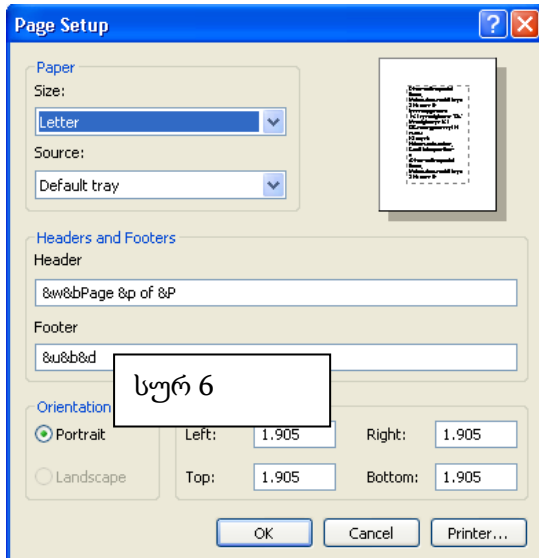 Page Setup
Paper
Size:
Letter
Source:
Default tray
Headers and Footers
Header
&w&bPage &p of &P
Footer
&u&b&d
სურ 6
Orientation
Portrait
Landscape
Left: 1.905 Right: 1.905
Top: 1.905 Bottom: 1.905
OK Cancel Printer...